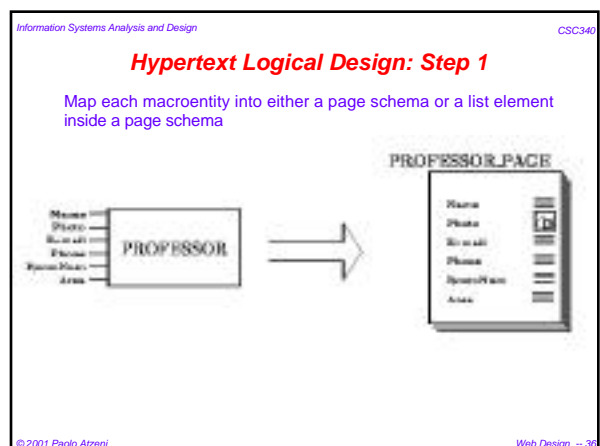 Information Systems Analysis and Design
CSC340
Hypertext Logical Design: Step 1
Map each macroentity into either a page schema or a list element
inside a page schema
PROFESSOR_PAGE
Name
Photo
E-mail
Phone
Area
PROFESSOR
Name
Photo
E-mail
Phone
Area
© 2001 Paolo Atzeni
Web Design -- 36